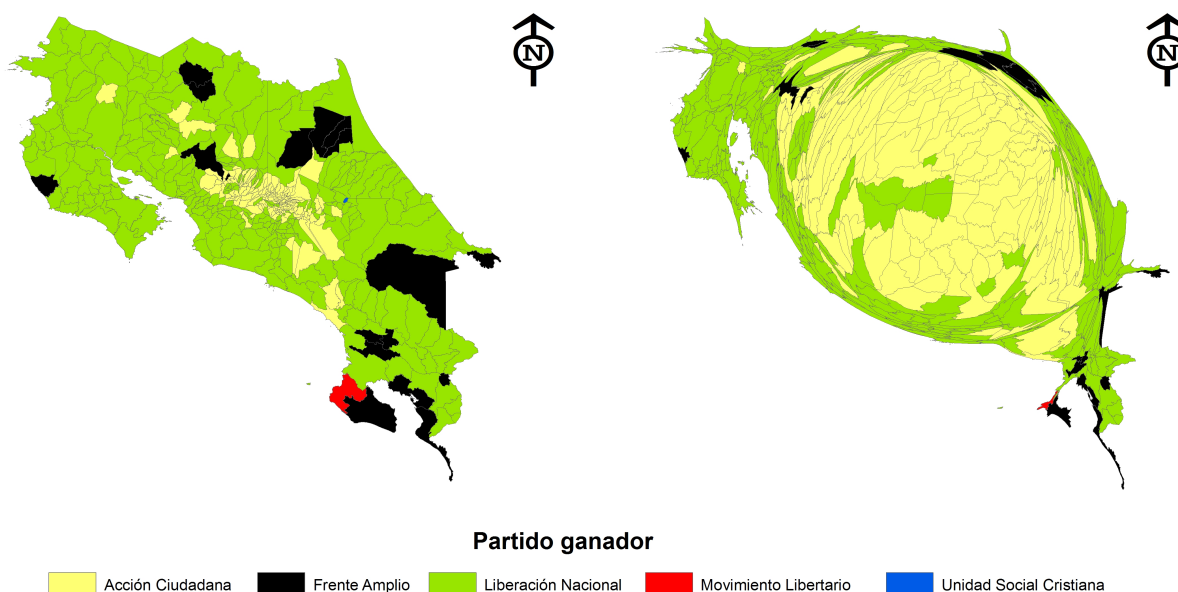 N
N
Partido ganador
Acción Ciudadana
Frente Amplio
Liberación Nacional
Movimiento Libertario
Unidad Social Cristiana